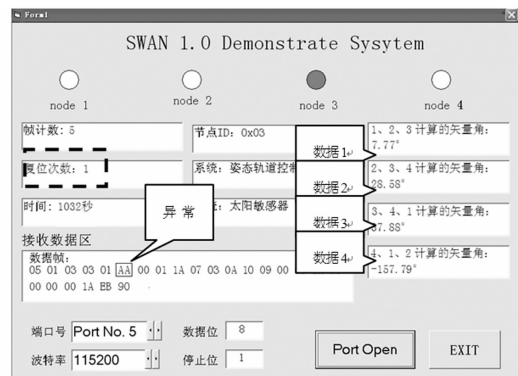 Form1
SWAN 1.0 Demonstrate Sysytem
node 1
node 2
node 3
node 4
帧计数: 5
节点ID: 0x03
数据1
1、2、3计算的矢量角:
7.77°
复位次数: 1
系统: 姿态轨道控制
数据2
2、3、4计算的矢量角:
28.58°
时间: 1032秒
异常
: 太阳敏感器
数据3
3、4、1计算的矢量角:
7.88°
接收数据区
数据4
4、1、2计算的矢量角:
-157.79°
数据帧:
05 01 03 03 01 AA 00 01 1A 07 03 0A 10 09 00
00 00 00 1A EB 90
端口号 Port No. 5
数据位 8
波特率 115200
停止位 1
Port Open
EXIT